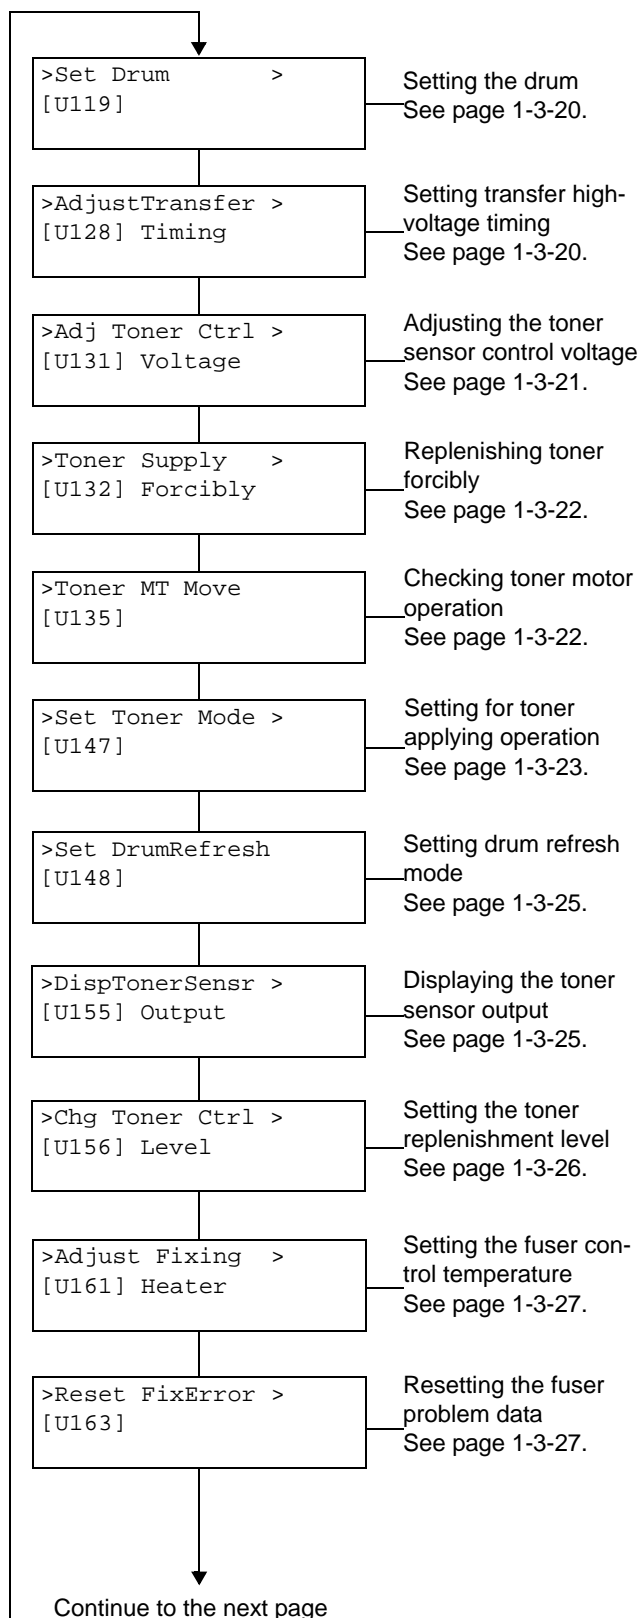 >Set Drum >
[U119]
Setting the drum
See page 1-3-20.
>AdjustTransfer >
[U128] Timing
Setting transfer high-
voltage timing
See page 1-3-20.
>Adj Toner Ctrl >
[U131] Voltage
Adjusting the toner
sensor control voltage
See page 1-3-21.
>Toner Supply >
[U132] Forcibly
Replenishing toner
forcibly
See page 1-3-22.
>Toner MT Move
[U135]
Checking toner motor
operation
See page 1-3-22.
>Set Toner Mode >
[U147]
Setting for toner
applying operation
See page 1-3-23.
>Set DrumRefresh
[U148]
Setting drum refresh
mode
See page 1-3-25.
>DispTonerSensr >
[U155] Output
Displaying the toner
sensor output
See page 1-3-25.
>Chg Toner Ctrl >
[U156] Level
Setting the toner
replenishment level
See page 1-3-26.
>Adjust Fixing >
[U161] Heater
Setting the fuser con-
trol temperature
See page 1-3-27.
>Reset FixError >
[U163]
Resetting the fuser
problem data
See page 1-3-27.
Continue to the next page